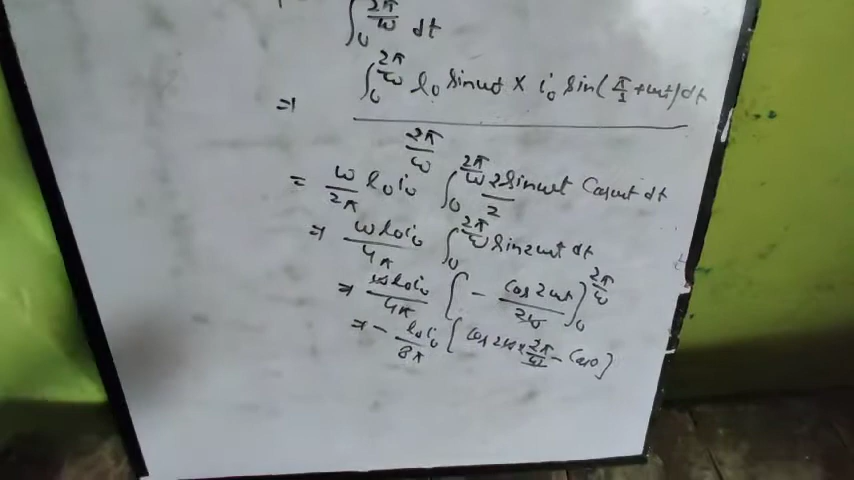 ∫₀^(2π/ω) dt
⇒ ∫₀^(2π/ω) e₀ sinωt × i₀ sin(π/2 + ωt) dt
2π/ω
= ω/2π e₀i₀ ∫₀^(2π/ω) 2sinωt Cosωt dt / 2
⇒ ωe₀i₀/4π ∫₀^(2π/ω) sin2ωt dt
⇒ ωe₀i₀/4π [- Cos2ωt/2ω]₀^(2π/ω)
⇒ - e₀i₀/8π [Cos 2ω × 2π/ω - Cos0]